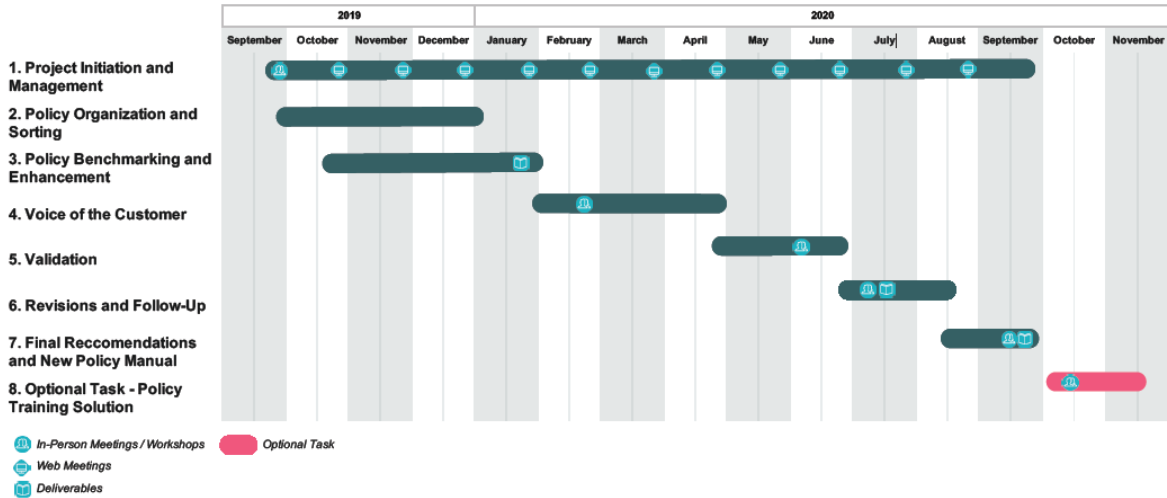 2019 2020
September October November December January February March April May June July August September October November
1. Project Initiation and
Management
2. Policy Organization and
Sorting
3. Policy Benchmarking and
Enhancement
4. Voice of the Customer
5. Validation
6. Revisions and Follow-Up
7. Final Reccomendations
and New Policy Manual
8. Optional Task - Policy
Training Solution
In-Person Meetings / Workshops Optional Task
Web Meetings
Deliverables